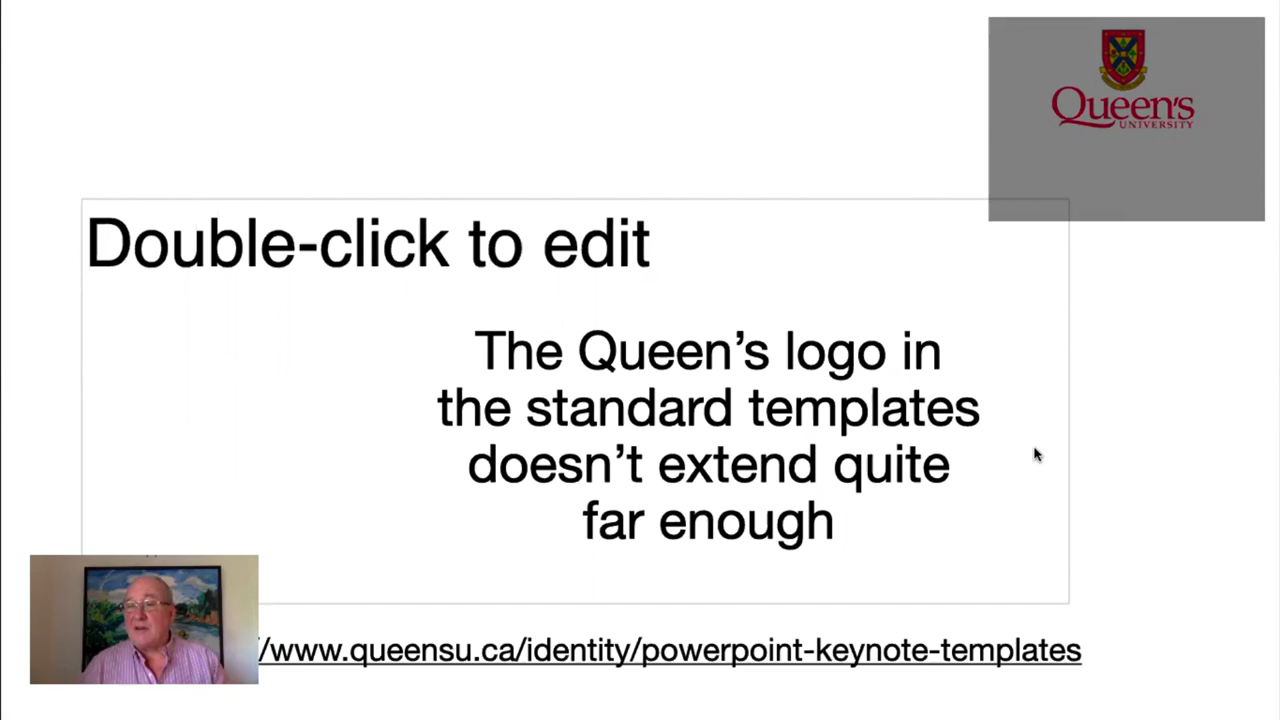 Queen's
UNIVERSITY
Double-click to edit
The Queen’s logo in
the standard templates
doesn’t extend quite
far enough
//www.queensu.ca/identity/powerpoint-keynote-templates